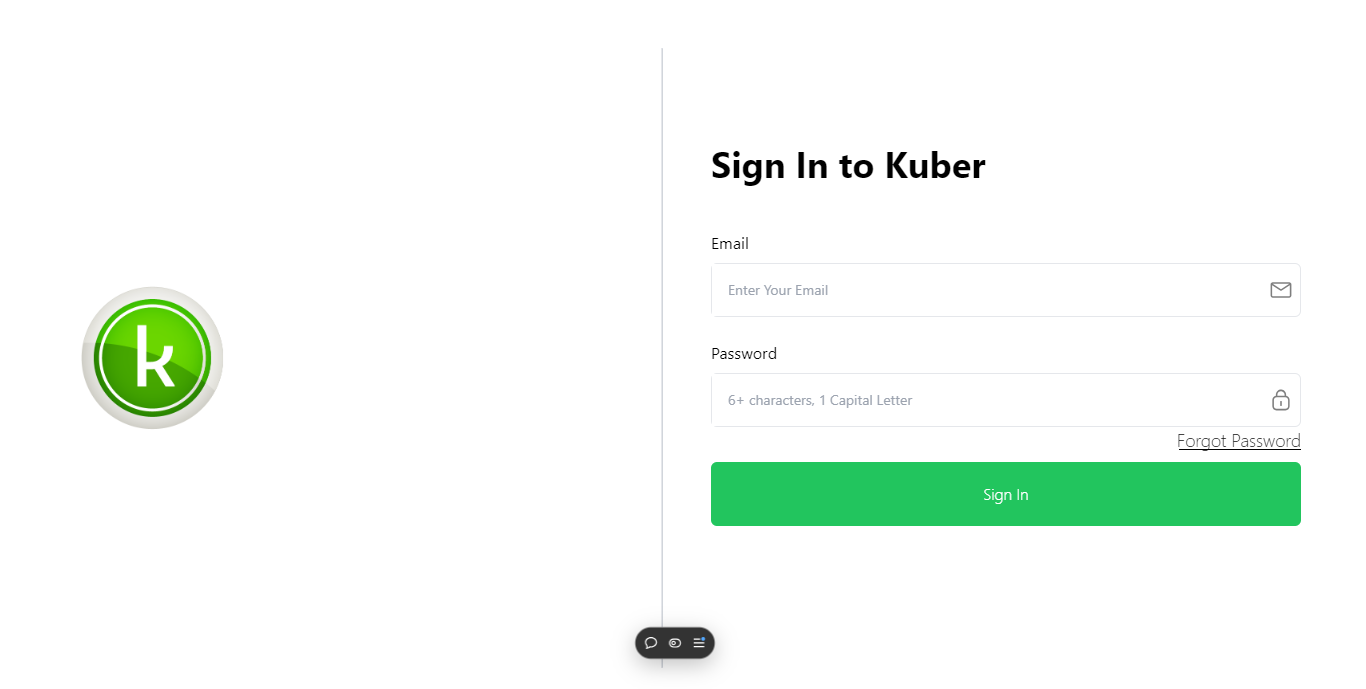 k
Sign In to Kuber
Email
Enter Your Email
Password
6+ characters, 1 Capital Letter
Forgot Password
Sign In